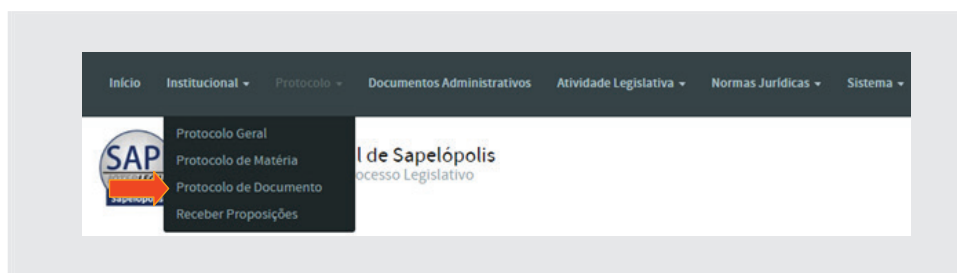 Início Institucional Protocolo Documentos Administrativos Atividade Legislativa Normas Jurídicas Sistema
Protocolo Geral
Protocolo de Matéria
Protocolo de Documento
Receber Proposições
SAP
l de Sapelópolis
ocesso Legislativo